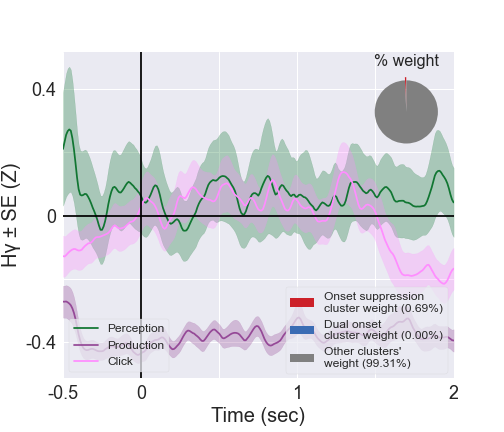 % weight
0.4
0
-0.4
Hγ ± SE (Z)
Perception
Production
Click
Onset suppression
cluster weight (0.69%)
Dual onset
cluster weight (0.00%)
Other clusters'
weight (99.31%)
-0.5
0
1
2
Time (sec)